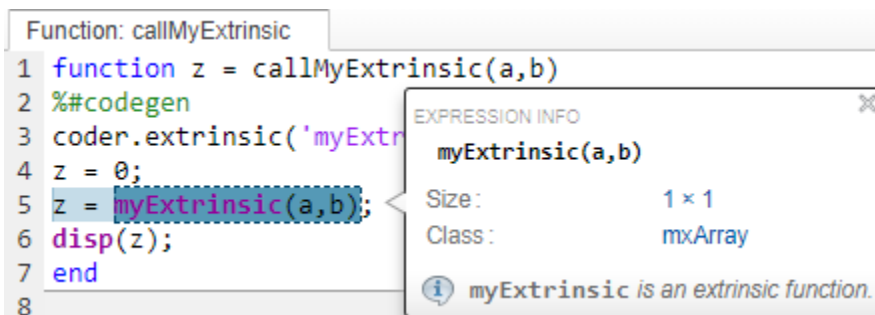 Function: callMyExtrinsic
1 function z = callMyExtrinsic(a,b)
2 %#codegen
3 coder.extrinsic('myExtr
4 z = 0;
5 z = myExtrinsic(a,b);
6 disp(z);
7 end
8
EXPRESSION INFO
myExtrinsic(a,b)
Size: 1 × 1
Class: mxArray
myExtrinsic is an extrinsic function.